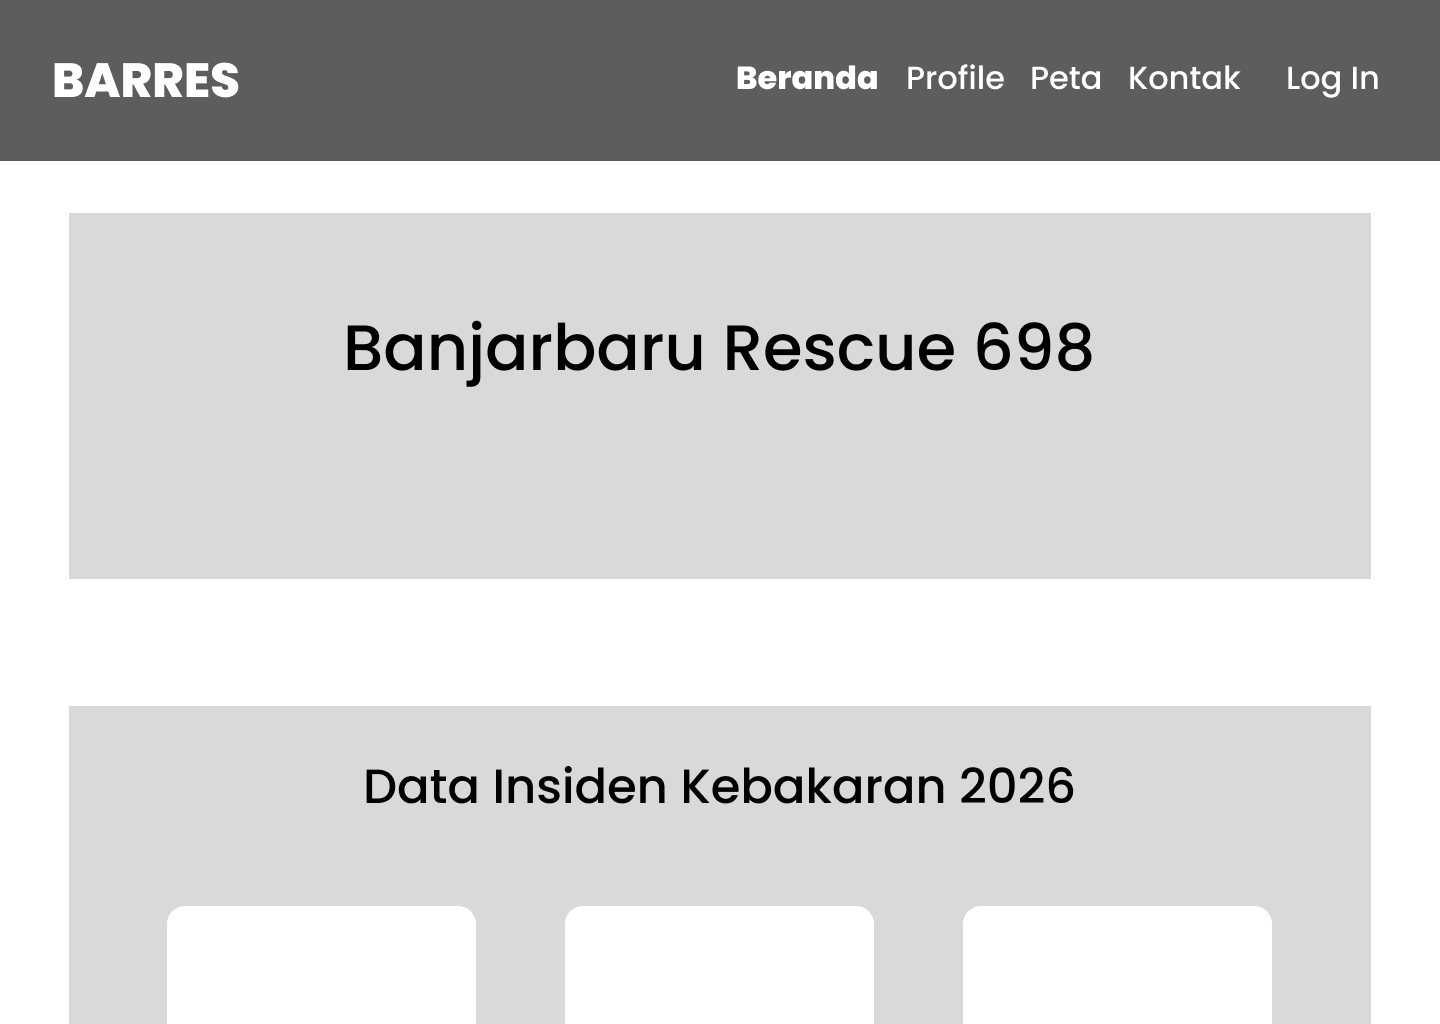 BARRES
Beranda Profile Peta Kontak Log In
Banjarbaru Rescue 698
Data Insiden Kebakaran 2026